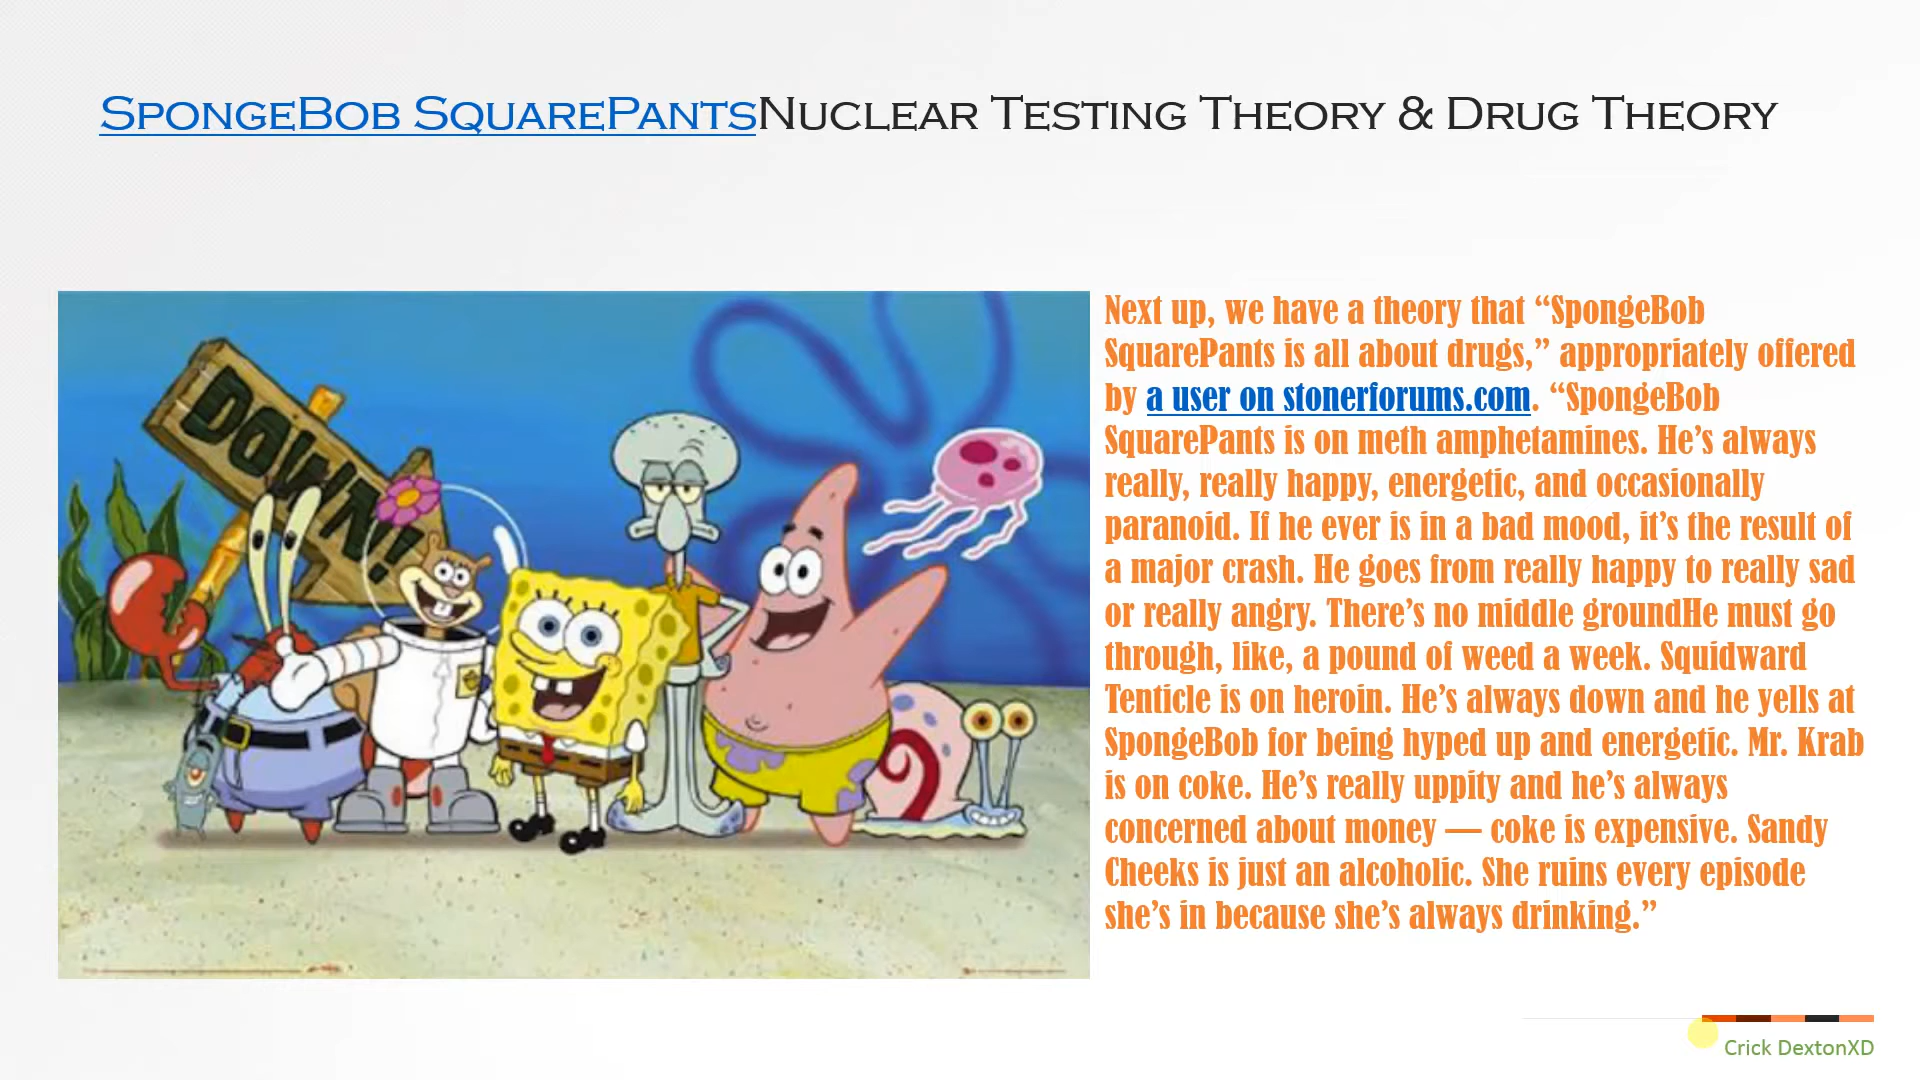 SpongeBob SquarePantsNuclear Testing Theory & Drug Theory
DOWN!
Next up, we have a theory that “SpongeBob
SquarePants is all about drugs,” appropriately offered
by a user on stonerforums.com. “SpongeBob
SquarePants is on meth amphetamines. He’s always
really, really happy, energetic, and occasionally
paranoid. If he ever is in a bad mood, it’s the result of
a major crash. He goes from really happy to really sad
or really angry. There’s no middle groundHe must go
through, like, a pound of weed a week. Squidward
Tenticle is on heroin. He’s always down and he yells at
SpongeBob for being hyped up and energetic. Mr. Krab
is on coke. He’s really uppity and he’s always
concerned about money — coke is expensive. Sandy
Cheeks is just an alcoholic. She ruins every episode
she’s in because she’s always drinking.”
Crick DextonXD